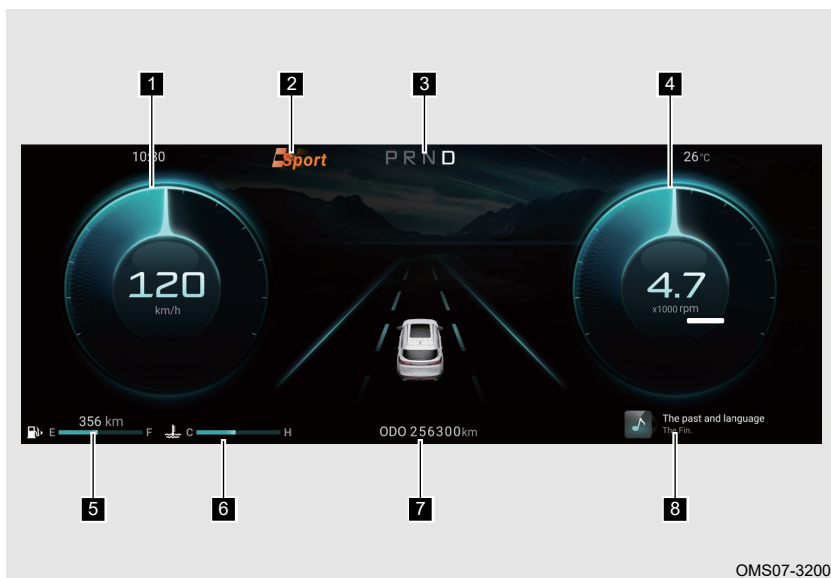 1
2
3
4
10:30
Sport
PRND
26°C
120
km/h
4.7
x1000 rpm
356 km
E F
C H
ODO 256300km
The past and language
The Fin.
5
6
7
8
OMS07-3200